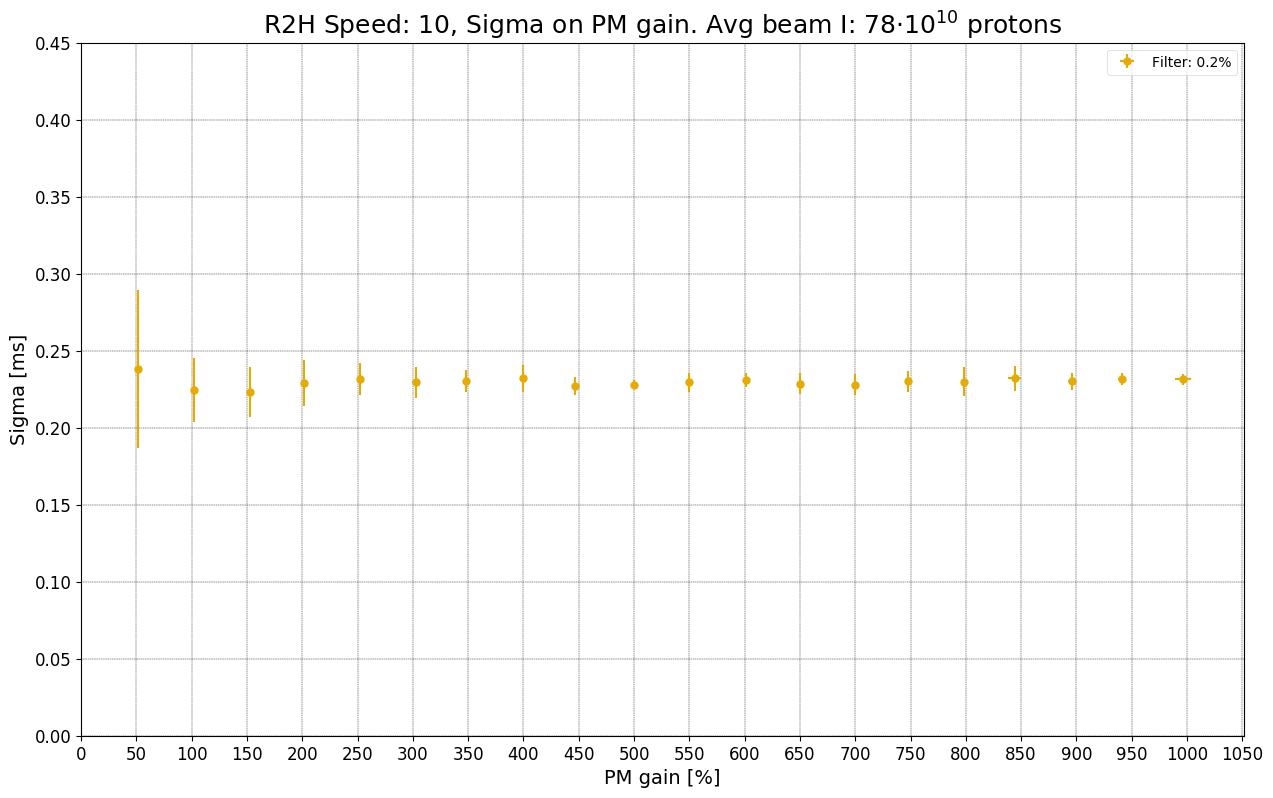 R2H Speed: 10, Sigma on PM gain. Avg beam I: 78·10¹⁰ protons
Filter: 0.2%
Sigma [ms]
0.45
0.40
0.35
0.30
0.25
0.20
0.15
0.10
0.05
0.00
0 50 100 150 200 250 300 350 400 450 500 550 600 650 700 750 800 850 900 950 1000 1050
PM gain [%]